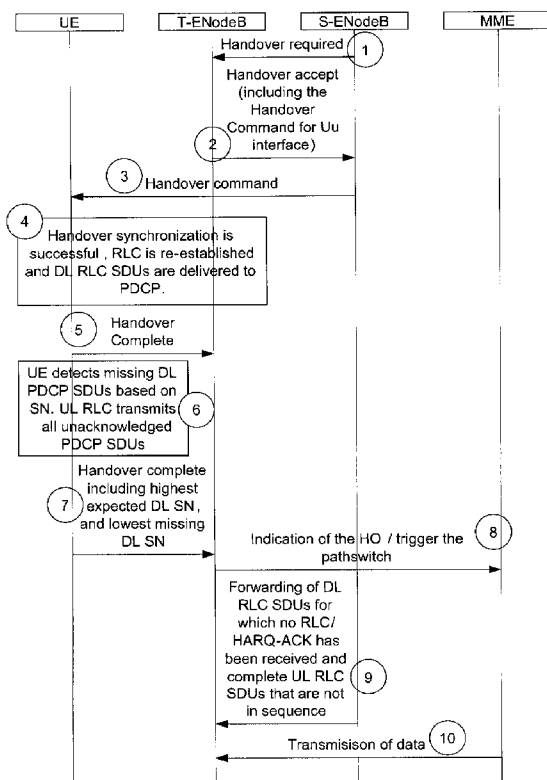 UE T-ENodeB S-ENodeB MME
Handover required
1
Handover accept
(including the
Handover
Command for Uu
interface)
2
3
Handover command
4
Handover synchronization is
successful , RLC is re-established
and DL RLC SDUs are delivered to
PDCP.
5
Handover
Complete
UE detects missing DL
PDCP SDUs based on
SN. UL RLC transmits
all unacknowledged
PDCP SDUs
6
Handover complete
including highest
expected DL SN ,
and lowest missing
DL SN
7
8
Indication of the HO / trigger the
pathswitch
Forwarding of DL
RLC SDUs for
which no RLC/
HARQ-ACK has
been received and
complete UL RLC
SDUs that are not
in sequence
9
Transmisison of data
10